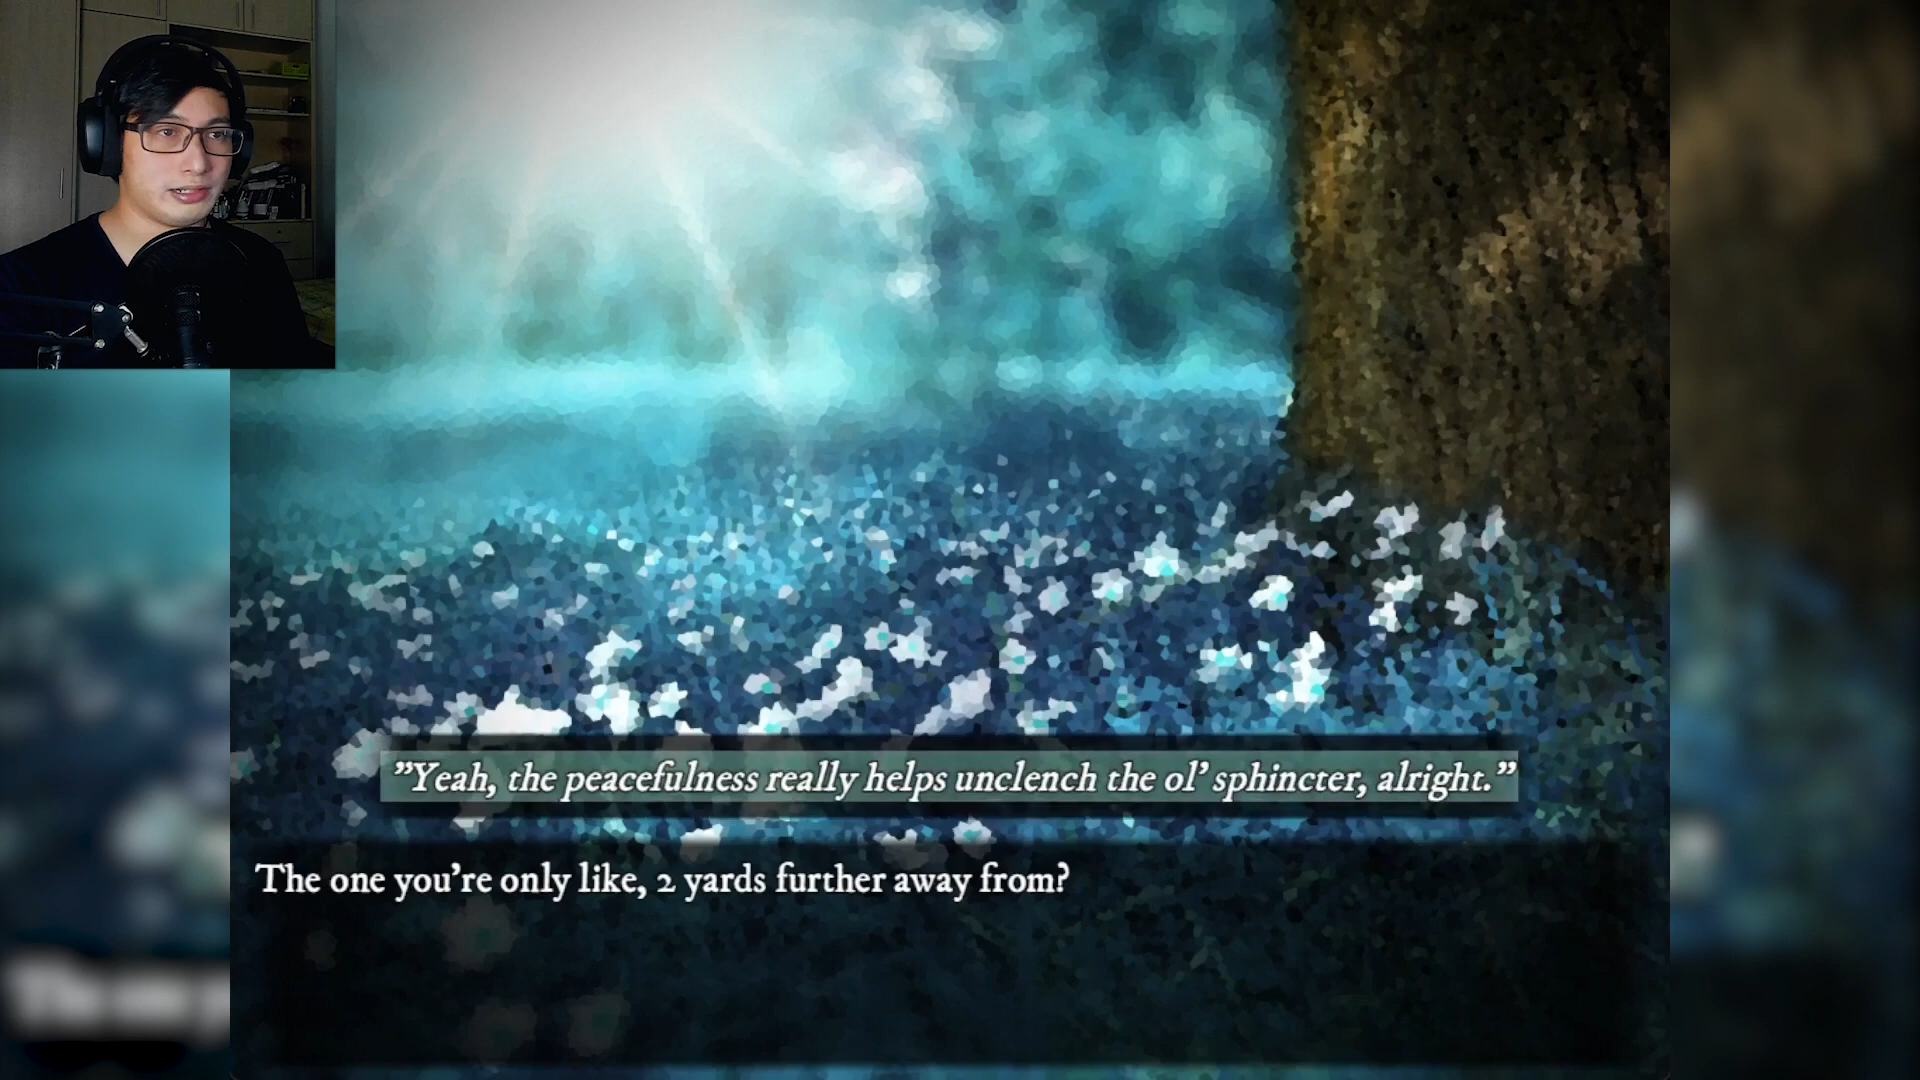 "Yeah, the peacefulness really helps unclench the ol' sphincter, alright."
The one you're only like, 2 yards further away from?